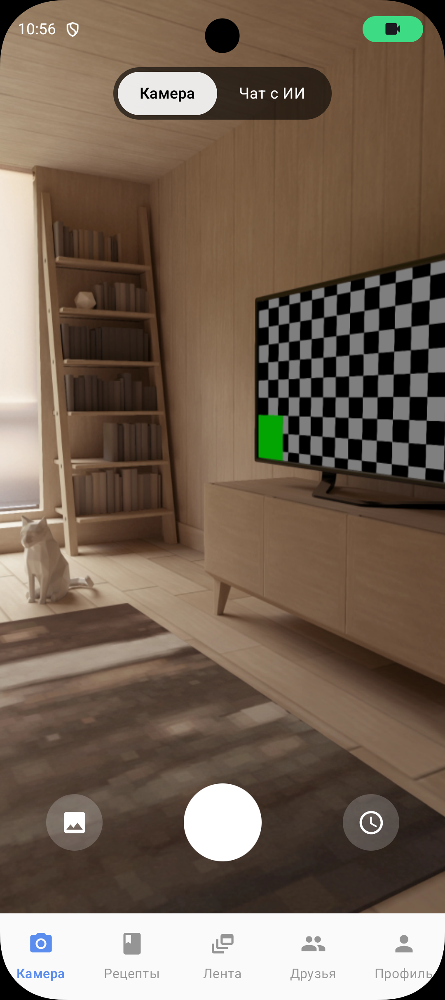 10:56
Камера
Чат с ИИ
Камера
Рецепты
Лента
Друзья
Профиль